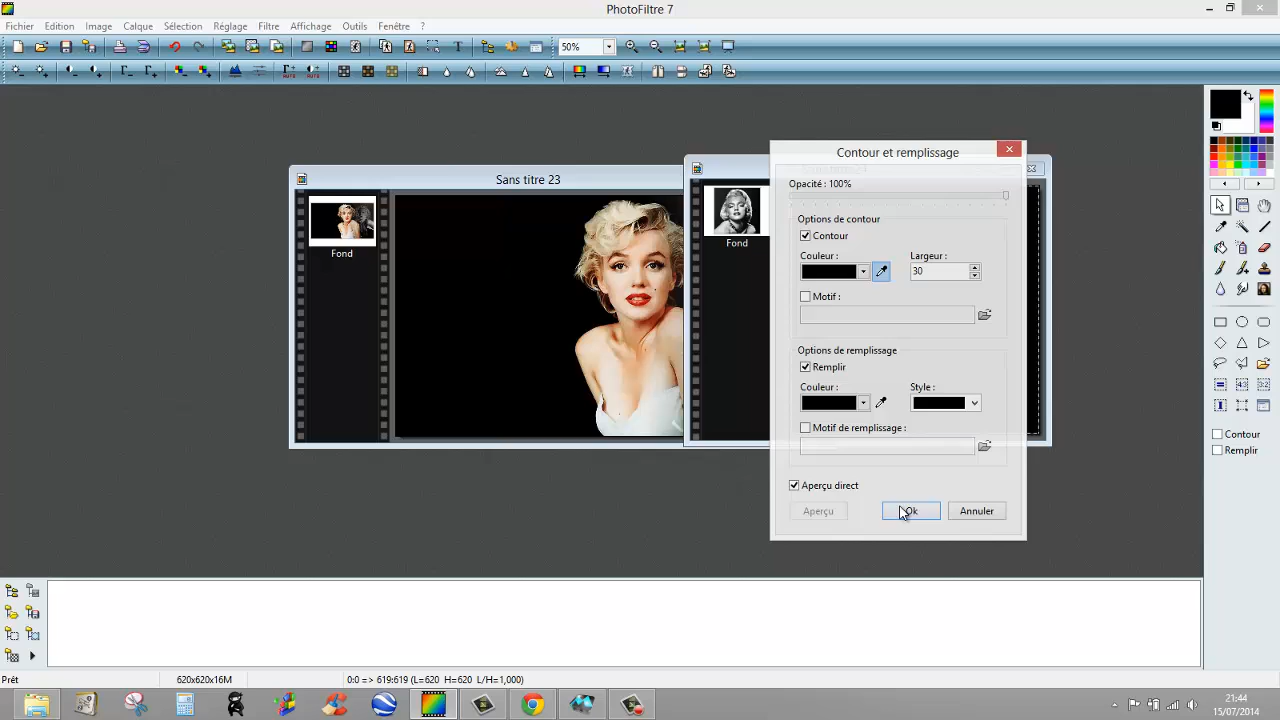 PhotoFiltre 7
Fichier Edition Image Calque Sélection Réglage Filtre Affichage Outils Fenêtre ?
50%
Contour et remplissage
Sans titre 23
Opacité : 100%
Fond
Fond
Options de contour
Contour
Couleur : Largeur :
30
Motif :
Options de remplissage
Remplir
Couleur : Style :
Motif de remplissage :
Contour
Remplir
Aperçu direct
Aperçu Ok Annuler
Prêt 620x620x16M 0:0 => 619:619 (L=620 H=620 L/H=1,000)
21:44
15/07/2014